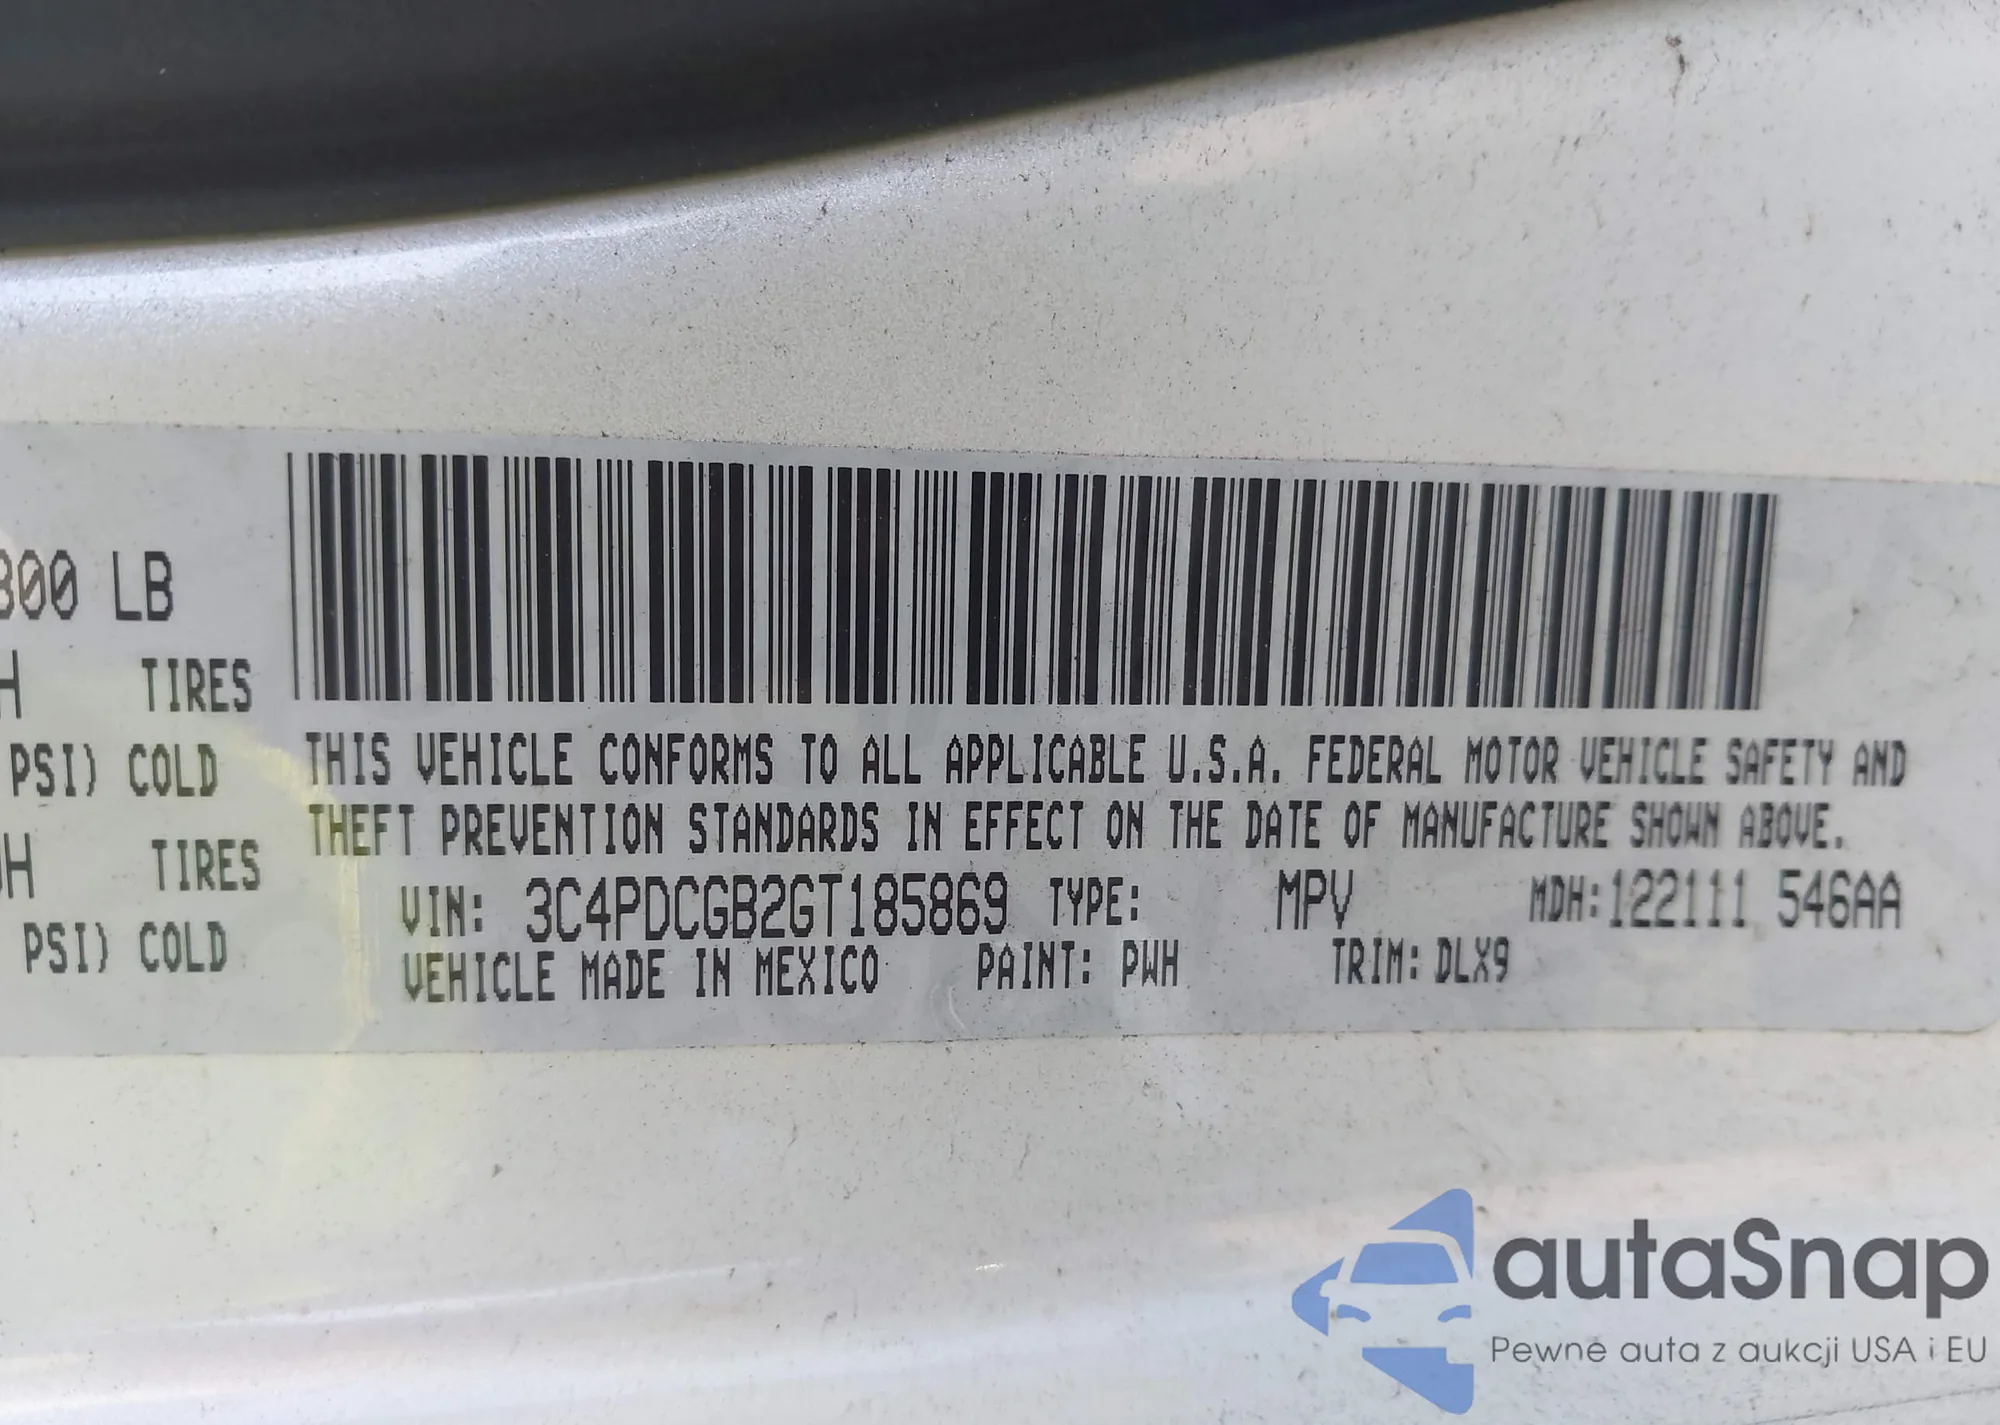 800 LB
H TIRES
PSI) COLD
H TIRES
PSI) COLD
THIS VEHICLE CONFORMS TO ALL APPLICABLE U.S.A. FEDERAL MOTOR VEHICLE SAFETY AND
THEFT PREVENTION STANDARDS IN EFFECT ON THE DATE OF MANUFACTURE SHOWN ABOVE.
VIN: 3C4PDCGB2GT185869 TYPE: MPV MDH:122111 546AA
VEHICLE MADE IN MEXICO PAINT: PWH TRIM: DLX9
autaSnap
Pewne auta z aukcji USA i EU